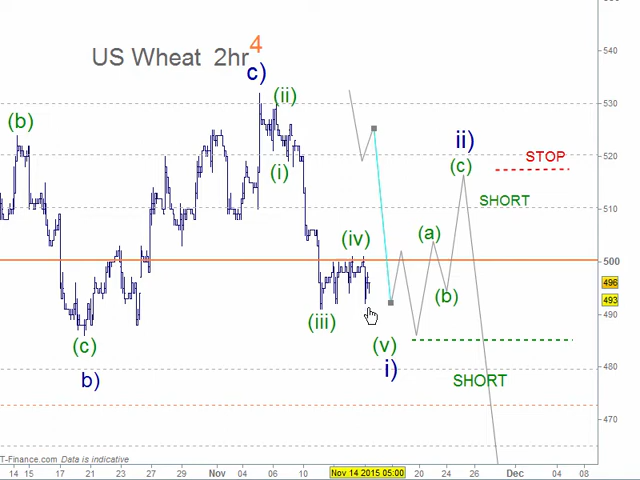 540
US Wheat 2hr
4
c)
(ii)
530
(b)
ii)
520
STOP
(c)
(i)
SHORT
510
(a)
(iv)
500
496
(b)
493
490
(iii)
(c)
(v)
480
i)
b)
SHORT
470
T-Finance.com Data is indicative
14 15 17 21 23 27 29 Nov 04 06 10 12 Nov 14 2015 05:00 20 24 26 Dec 04 08